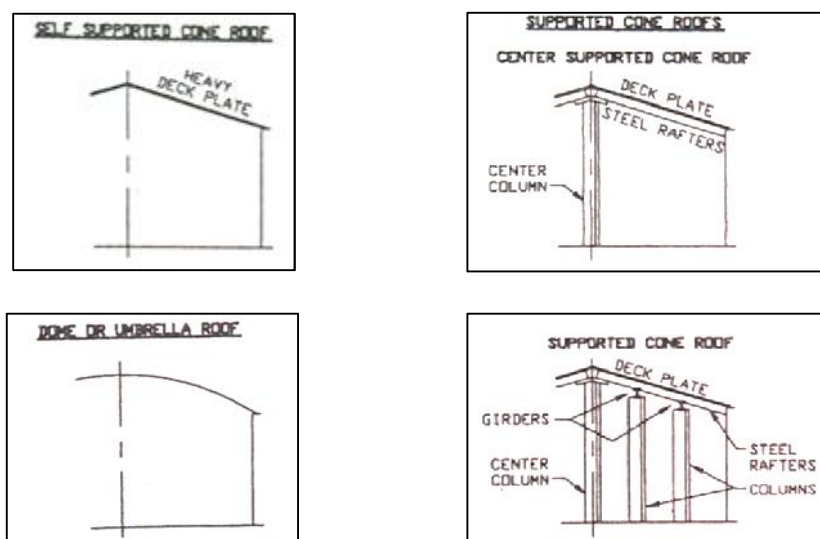 SELF SUPPORTED CONE ROOF
HEAVY
DECK PLATE
SUPPORTED CONE ROOFS
CENTER SUPPORTED CONE ROOF
DECK PLATE
STEEL RAFTERS
CENTER
COLUMN
DOME OR UMBRELLA ROOF
SUPPORTED CONE ROOF
DECK PLATE
GIRDERS
CENTER
COLUMN
STEEL
RAFTERS
COLUMNS